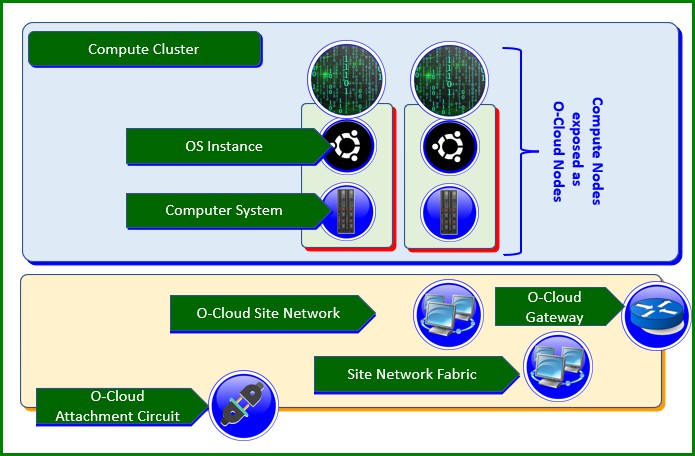 Compute Cluster
OS Instance
Computer System
Compute Nodes
exposed as
O-Cloud Nodes
O-Cloud Site Network
O-Cloud
Gateway
Site Network Fabric
O-Cloud
Attachment Circuit